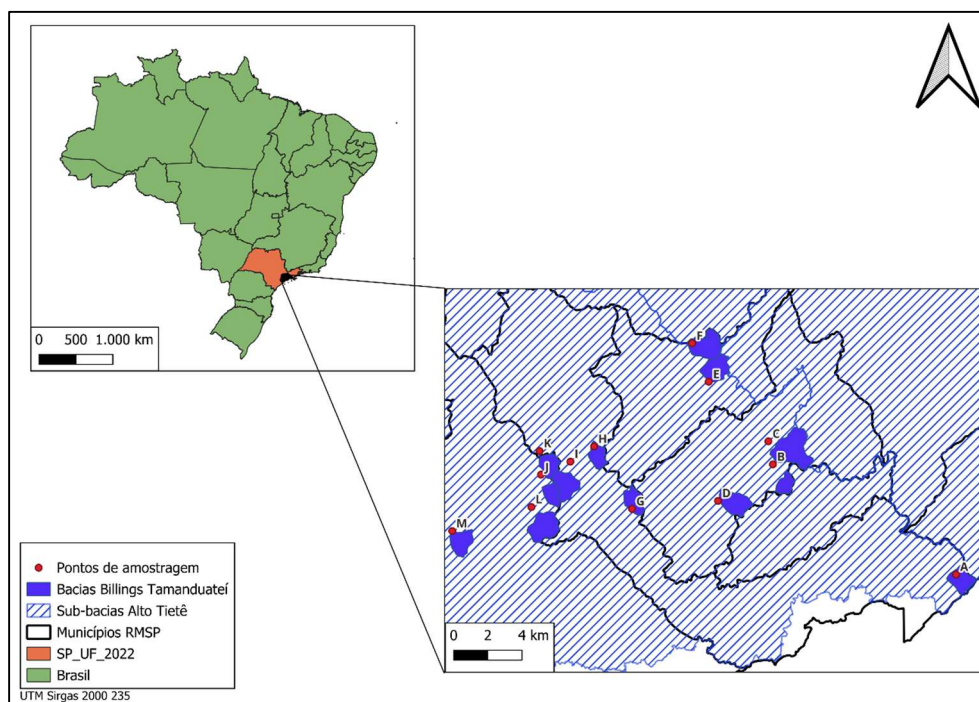 0 500 1.000 km
F
E
C
B
K
H
I
J
D
G
L
M
A
0 2 4 km
Pontos de amostragem
Bacias Billings Tamanduateí
Sub-bacias Alto Tietê
Municípios RMSP
SP_UF_2022
Brasil
UTM Sirgas 2000 235